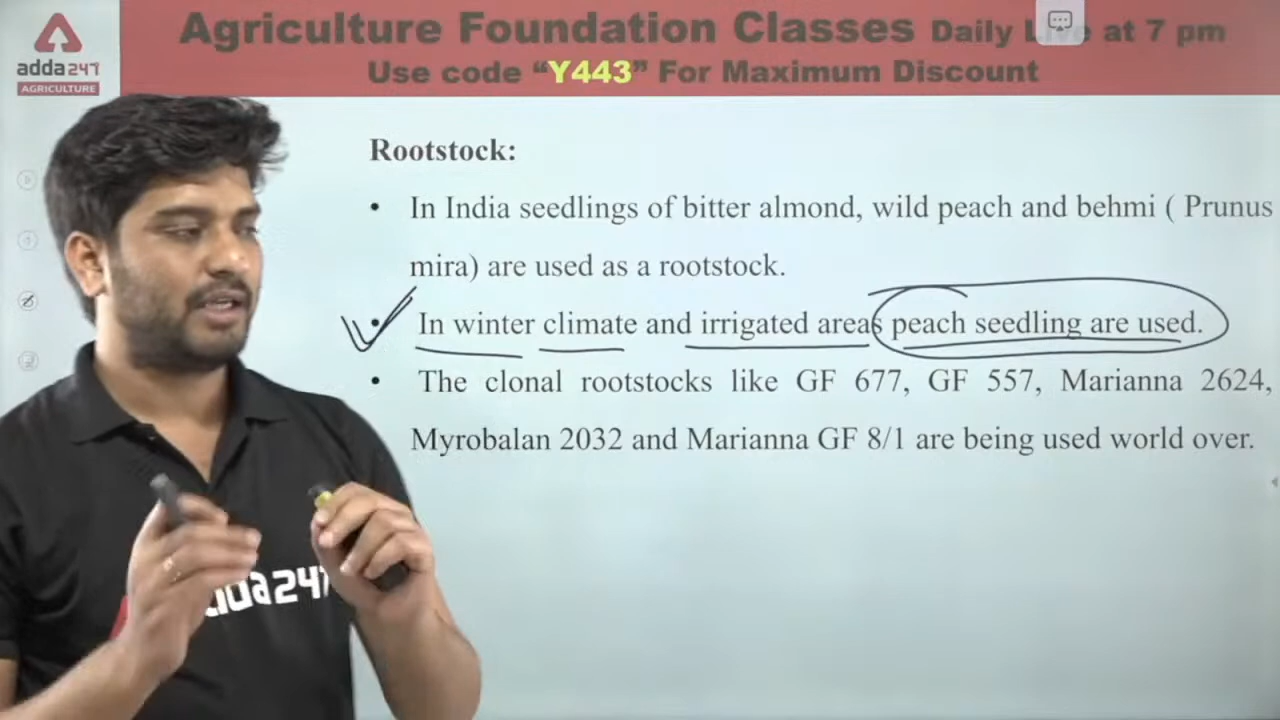 Agriculture Foundation Classes Daily Live at 7 pm
adda247
AGRICULTURE
Use code “Y443” For Maximum Discount
Rootstock:
• In India seedlings of bitter almond, wild peach and behmi ( Prunus
mira) are used as a rootstock.
• In winter climate and irrigated areas peach seedling are used.
• The clonal rootstocks like GF 677, GF 557, Marianna 2624,
Myrobalan 2032 and Marianna GF 8/1 are being used world over.
adda247